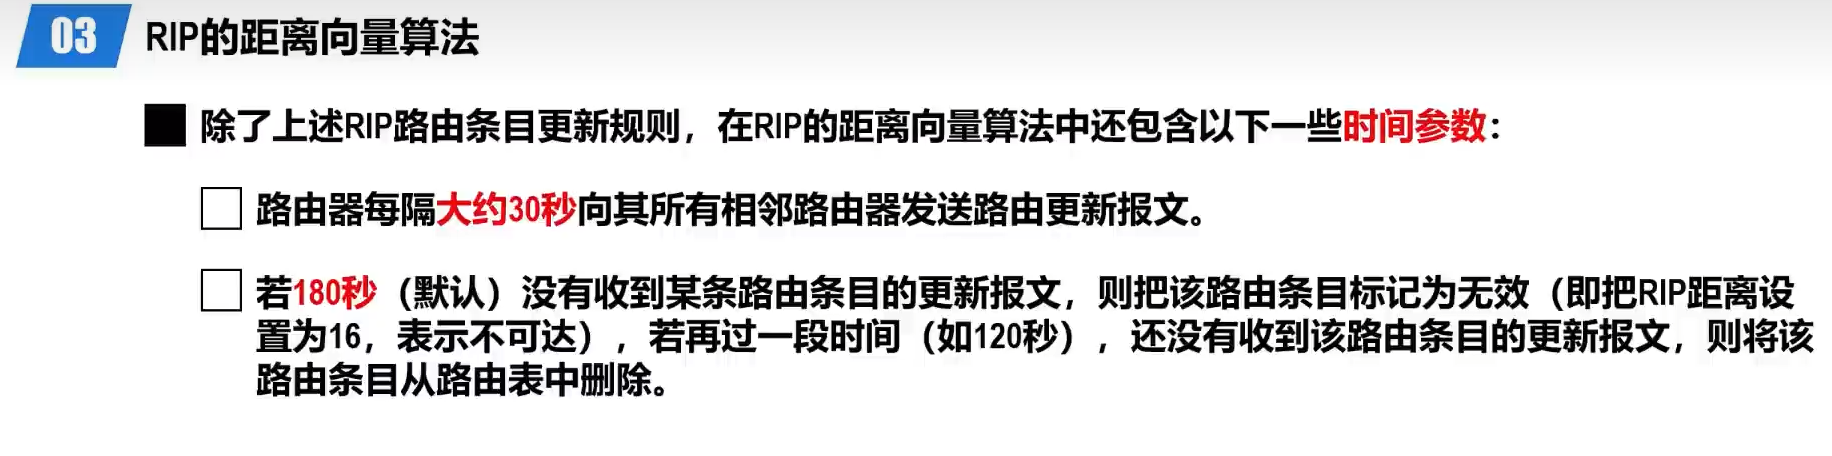 03 RIP的距离向量算法
除了上述RIP路由条目更新规则，在RIP的距离向量算法中还包含以下一些时间参数：
路由器每隔大约30秒向其所有相邻路由器发送路由更新报文。
若180秒（默认）没有收到某条路由条目的更新报文，则把该路由条目标记为无效（即把RIP距离设
置为16，表示不可达），若再过一段时间（如120秒），还没有收到该路由条目的更新报文，则将该
路由条目从路由表中删除。